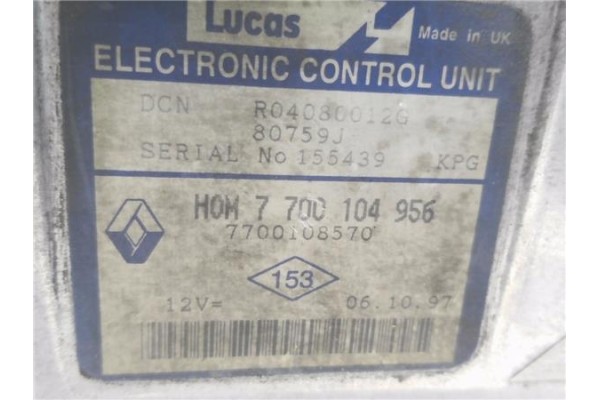 Lucas
Made in UK
ELECTRONIC CONTROL UNIT
DCN R04080012G
80759J
SERIAL No 155439 KPG
HOM 7 700 104 956
7700108570
153
12V= 06.10.97